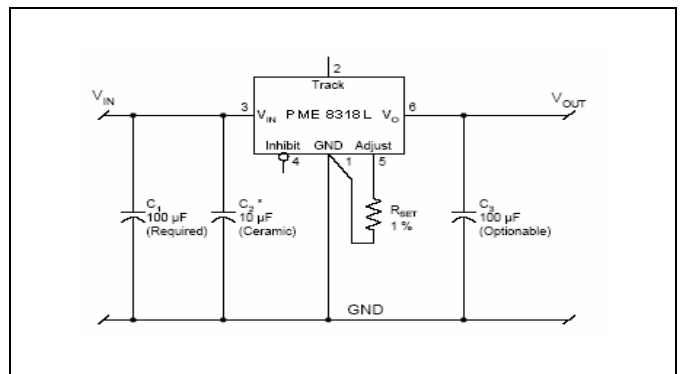 2
Track
V_IN
3
V_IN PME 8318L V_O
6
V_OUT
Inhibit GND Adjust
4
1
5
C_1
100 µF
(Required)
C_2 *
10 µF
(Ceramic)
R_SET
1 %
C_3
100 µF
(Optionable)
GND